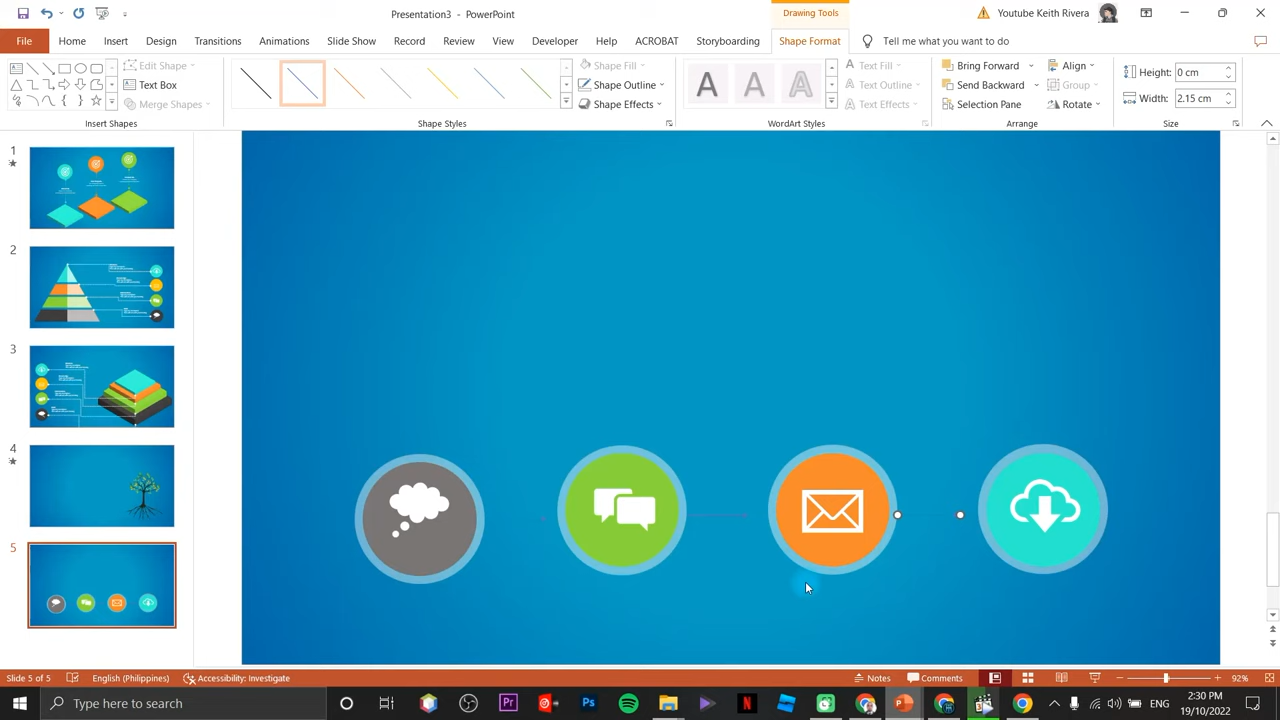 Presentation3 - PowerPoint
Drawing Tools
Youtube Keith Rivera
File Home Insert Design Transitions Animations Slide Show Record Review View Developer Help ACROBAT Storyboarding Shape Format Tell me what you want to do
Edit Shape
Text Box
Merge Shapes
Insert Shapes
Shape Fill
Shape Outline
Shape Effects
Shape Styles
A A A
Text Fill
Text Outline
Text Effects
WordArt Styles
Bring Forward
Send Backward
Selection Pane
Align
Group
Rotate
Arrange
Height: 0 cm
Width: 2.15 cm
Size
1
2
3
4
5
Slide 5 of 5 English (Philippines) Accessibility: Investigate Notes Comments 92%
Type here to search
Pr
Ps
ENG
2:30 PM
19/10/2022